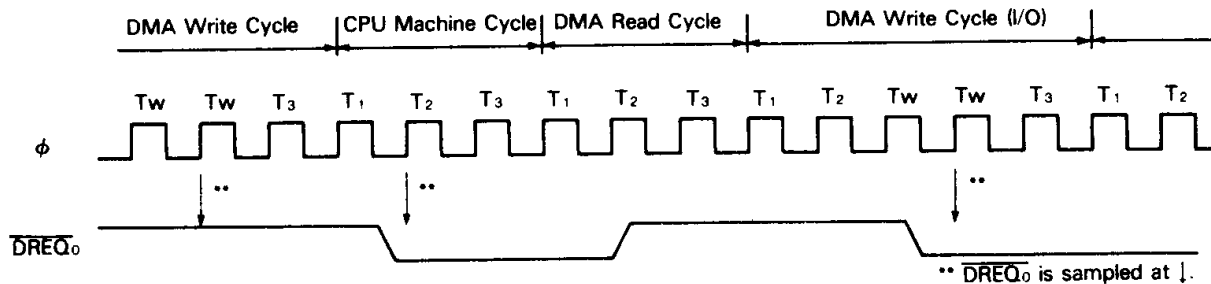 DMA Write Cycle CPU Machine Cycle DMA Read Cycle DMA Write Cycle (I/O)
Tw Tw T3 T1 T2 T3 T1 T2 T3 T1 T2 Tw Tw T3 T1 T2
ϕ
•• •• ••
DREQ0
•• DREQ0 is sampled at ↓.